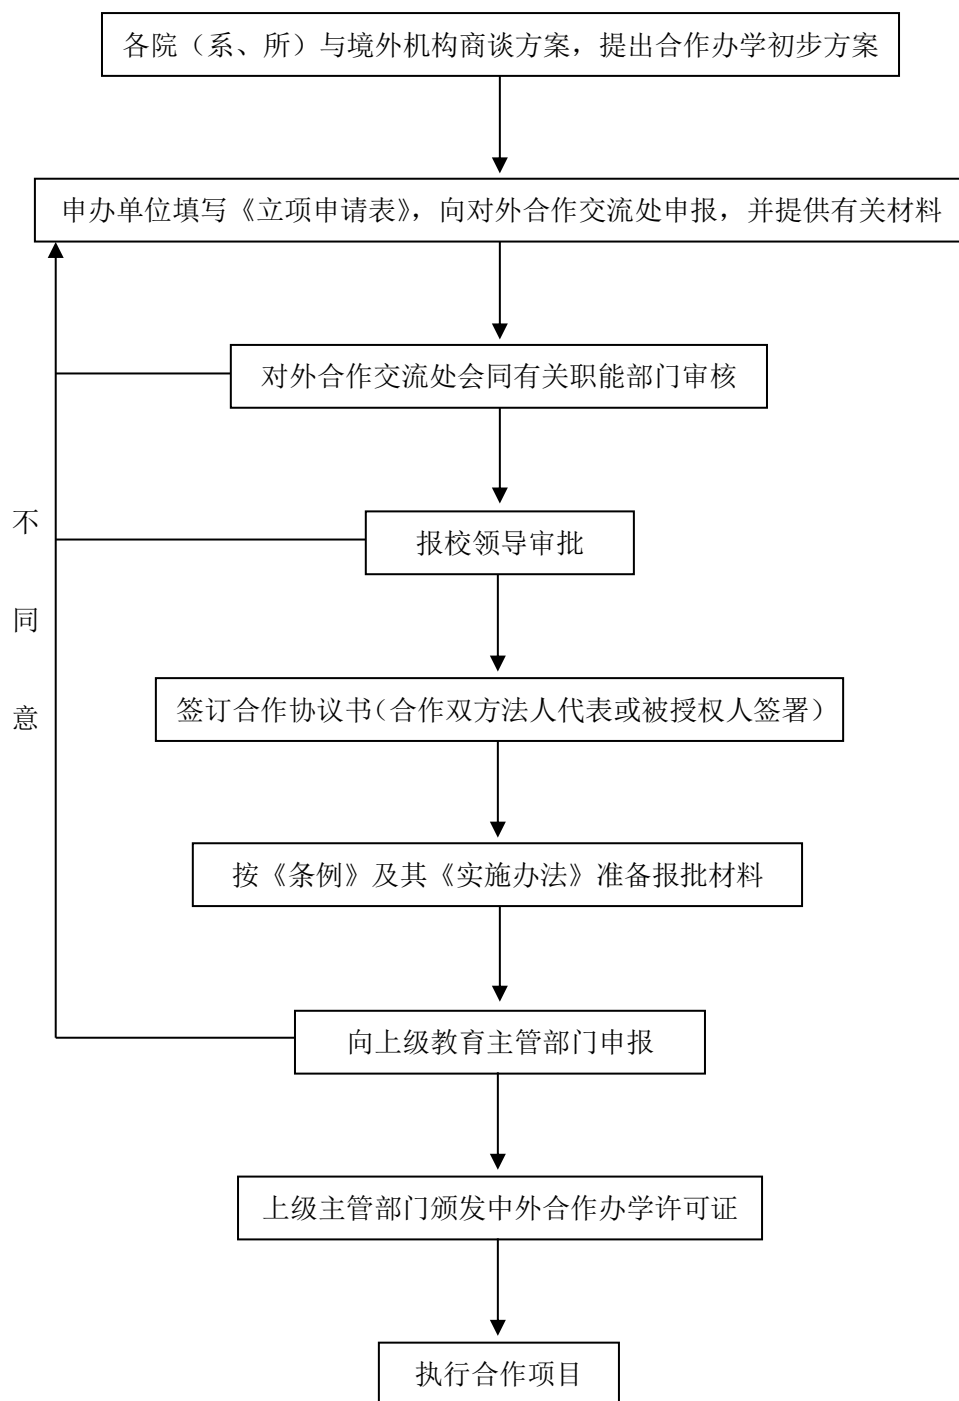 各院（系、所）与境外机构商谈方案，提出合作办学初步方案
申办单位填写《立项申请表》，向对外合作交流处申报，并提供有关材料
对外合作交流处会同有关职能部门审核
报校领导审批
不
同
意
签订合作协议书（合作双方法人代表或被授权人签署）
按《条例》及其《实施办法》准备报批材料
向上级教育主管部门申报
上级主管部门颁发中外合作办学许可证
执行合作项目